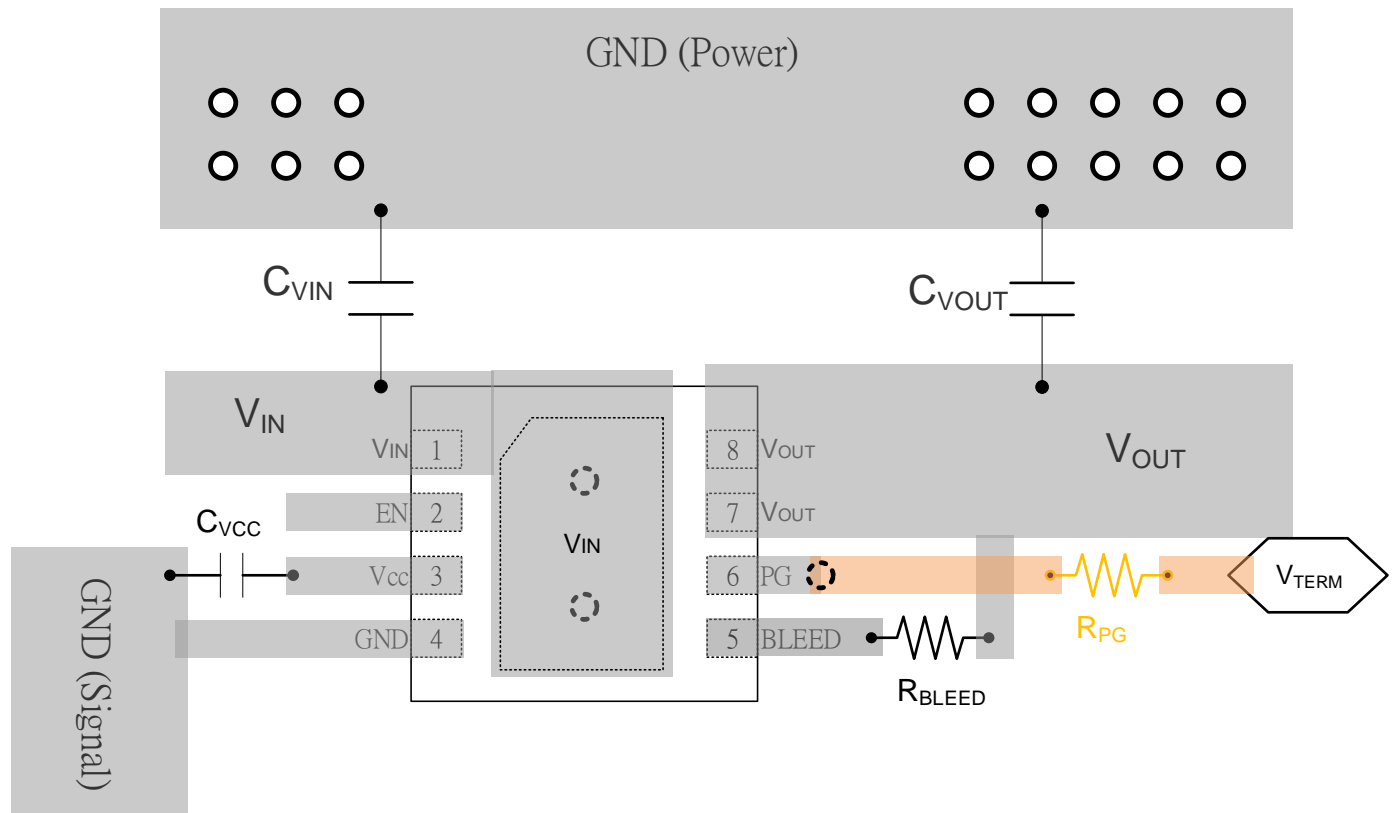 GND (Power)
CVIN
CVOUT
VIN
VOUT
VIN 1
8 VOUT
EN 2
7 VOUT
CVCC
VIN
Vcc 3
6 PG
VTERM
RPG
GND 4
5 BLEED
RBLEED
GND (Signal)